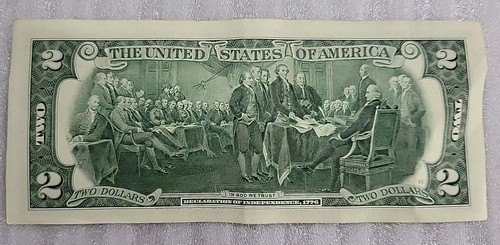 2 THE UNITED STATES OF AMERICA 2
TWO TWO
2 TWO DOLLARS IN GOD WE TRUST TWO DOLLARS 2
DECLARATION OF INDEPENDENCE, 1776